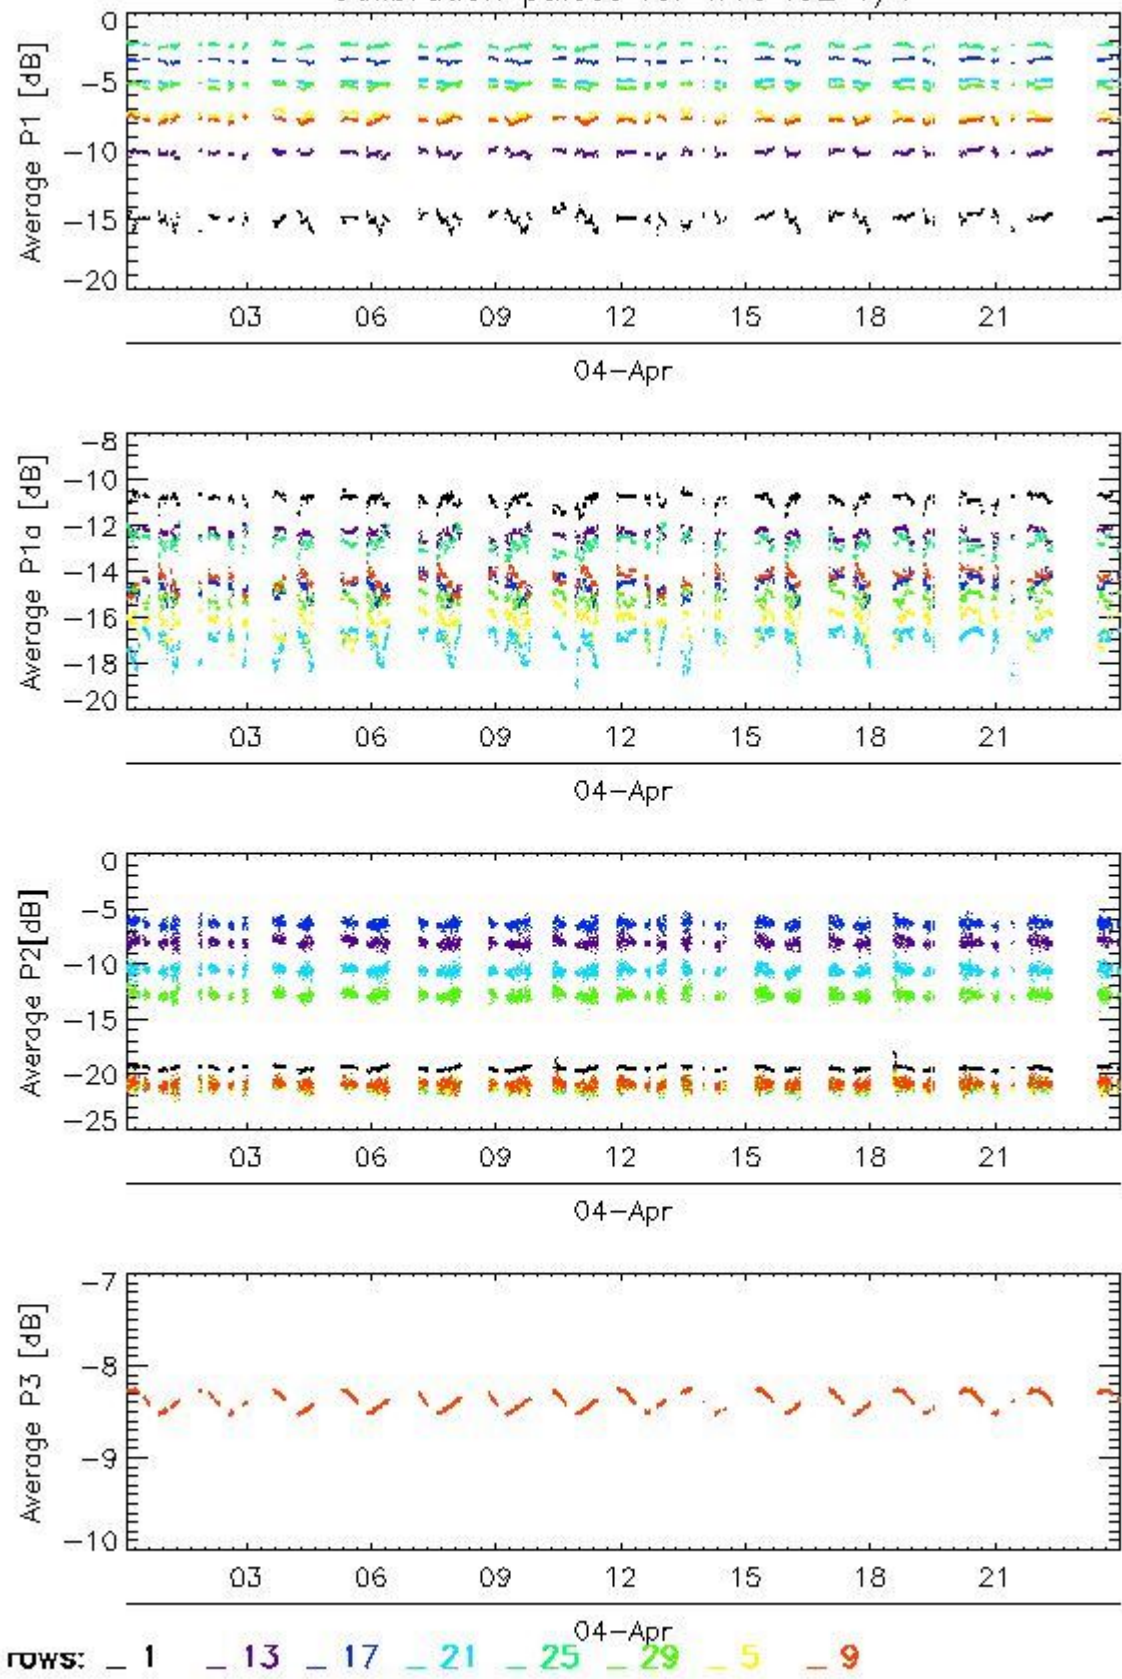 0
−5
−10
−15
−20
Average P1 [dB]
03 06 09 12 15 18 21
04−Apr
−8
−10
−12
−14
−16
−18
−20
Average P1a [dB]
03 06 09 12 15 18 21
04−Apr
0
−5
−10
−15
−20
−25
Average P2[dB]
03 06 09 12 15 18 21
04−Apr
−7
−8
−9
−10
Average P3 [dB]
03 06 09 12 15 18 21
04−Apr
rows: _ 1 _ 13 _ 17 _ 21 _ 25 _ 29 _ 5 _ 9